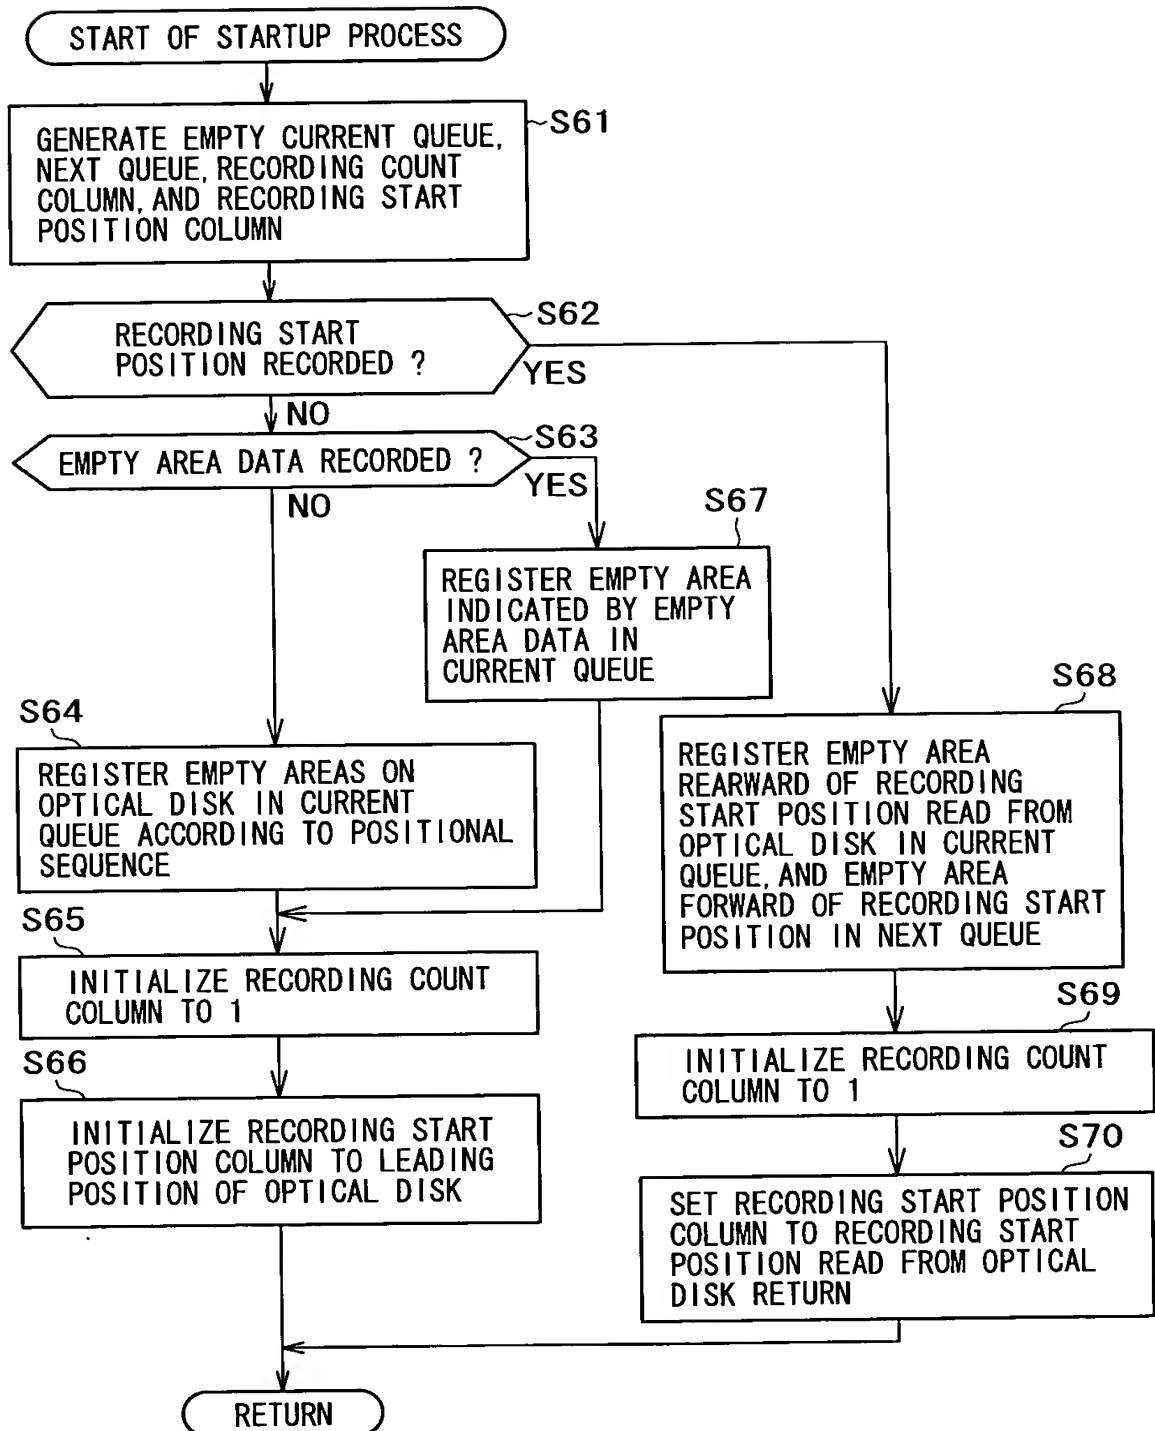 START OF STARTUP PROCESS
S61
GENERATE EMPTY CURRENT QUEUE,
NEXT QUEUE, RECORDING COUNT
COLUMN, AND RECORDING START
POSITION COLUMN
S62
RECORDING START
POSITION RECORDED ?
YES
NO
S63
EMPTY AREA DATA RECORDED ?
YES
NO
S67
REGISTER EMPTY AREA
INDICATED BY EMPTY
AREA DATA IN
CURRENT QUEUE
S68
REGISTER EMPTY AREA
REARWARD OF RECORDING
START POSITION READ FROM
OPTICAL DISK IN CURRENT
QUEUE, AND EMPTY AREA
FORWARD OF RECORDING START
POSITION IN NEXT QUEUE
S64
REGISTER EMPTY AREAS ON
OPTICAL DISK IN CURRENT
QUEUE ACCORDING TO POSITIONAL
SEQUENCE
S65
INITIALIZE RECORDING COUNT
COLUMN TO 1
S69
INITIALIZE RECORDING COUNT
COLUMN TO 1
S66
INITIALIZE RECORDING START
POSITION COLUMN TO LEADING
POSITION OF OPTICAL DISK
S70
SET RECORDING START POSITION
COLUMN TO RECORDING START
POSITION READ FROM OPTICAL
DISK RETURN
RETURN